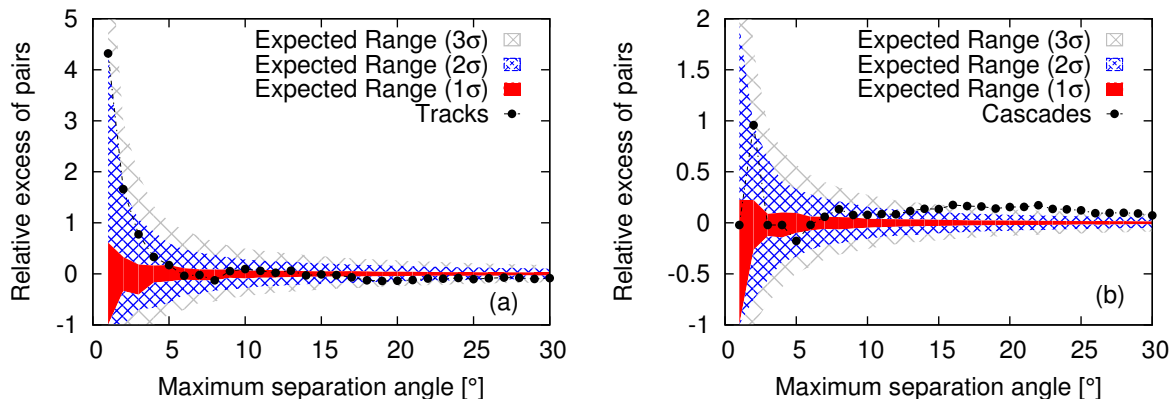 5
4
3
2
1
0
-1
Relative excess of pairs
Expected Range (3σ)
Expected Range (2σ)
Expected Range (1σ)
Tracks
(a)
0 5 10 15 20 25 30
Maximum separation angle [°]
2
1.5
1
0.5
0
-0.5
-1
Relative excess of pairs
Expected Range (3σ)
Expected Range (2σ)
Expected Range (1σ)
Cascades
(b)
0 5 10 15 20 25 30
Maximum separation angle [°]